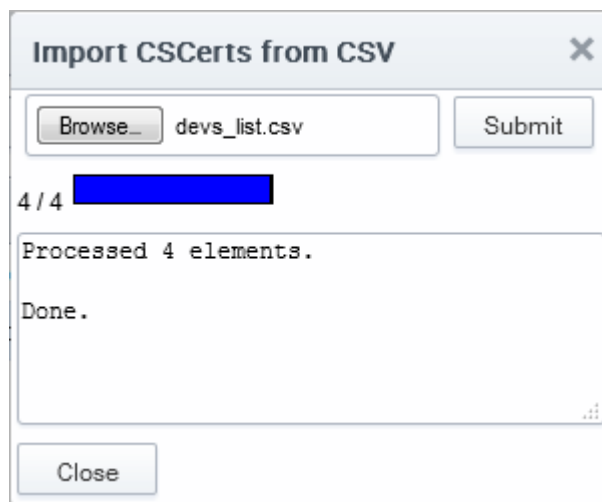 Import CSCerts from CSV
Browse... devs_list.csv Submit
4 / 4
Processed 4 elements.
Done.
Close